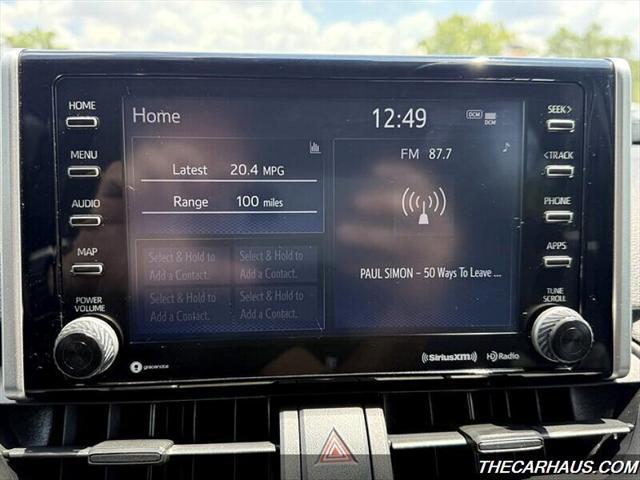 HOME
MENU
AUDIO
MAP
POWER
VOLUME
gracenote
Home
12:49
DCM
DCM
Latest 20.4 MPG
Range 100 miles
Select & Hold to
Add a Contact.
Select & Hold to
Add a Contact.
Select & Hold to
Add a Contact.
Select & Hold to
Add a Contact.
FM 87.7
PAUL SIMON – 50 Ways To Leave ...
SEEK>
<TRACK
PHONE
APPS
TUNE
SCROLL
SiriusXM
HD Radio
THECARHAUS.COM